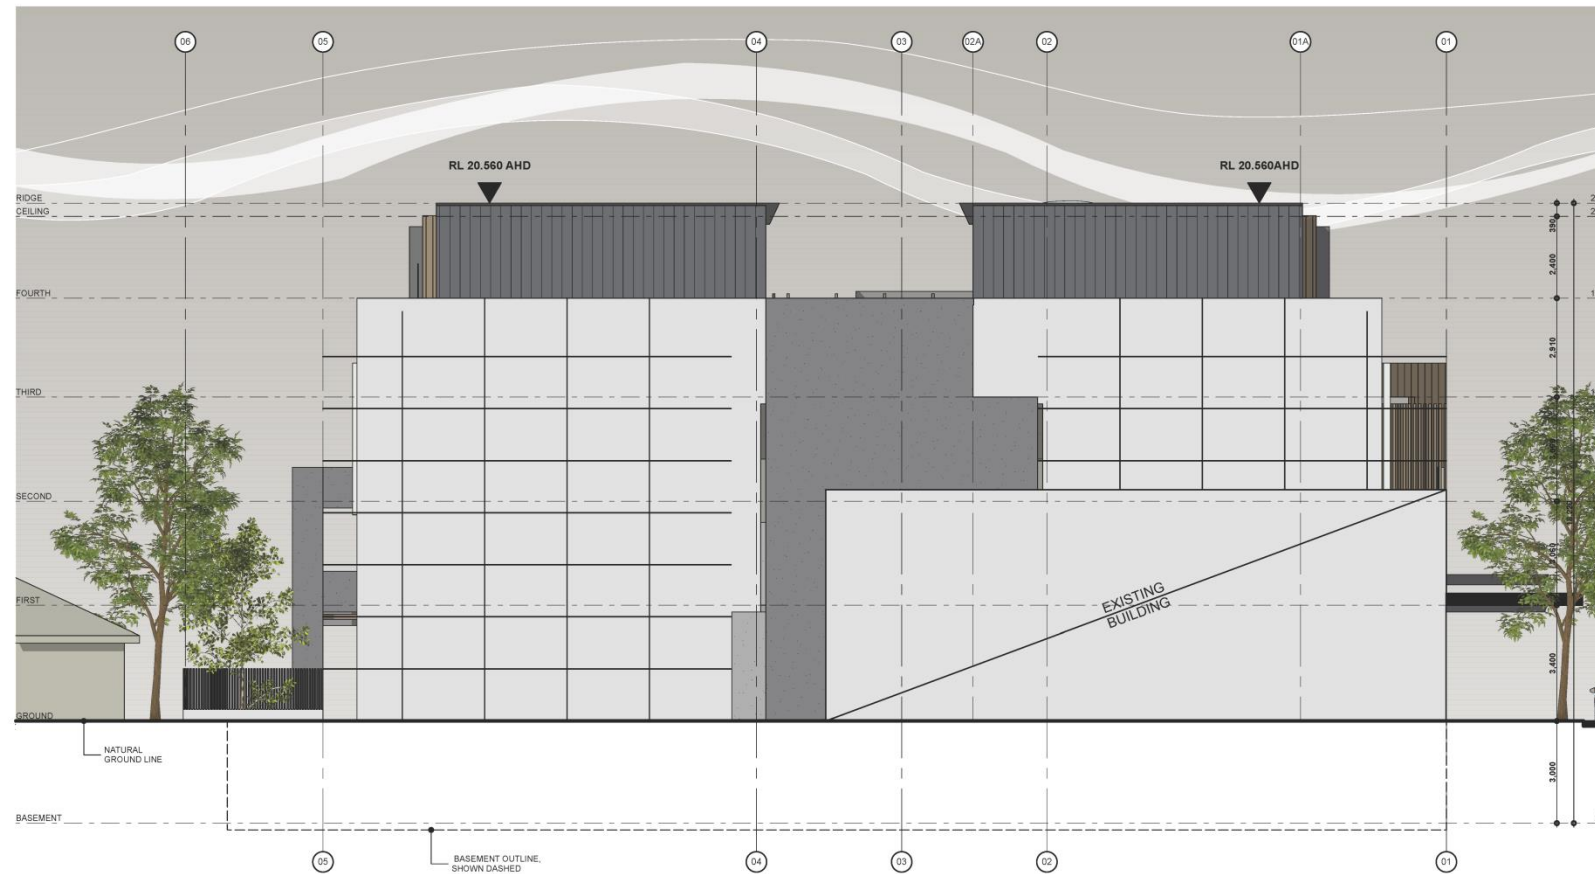 06
05
04
03
02A
02
01A
01
RL 20.560 AHD
RL 20.560AHD
RIDGE
CEILING
390
2,400
FOURTH
2,910
THIRD
SECOND
EXISTING
BUILDING
FIRST
3,400
GROUND
NATURAL
GROUND LINE
3,000
BASEMENT
BASEMENT OUTLINE,
SHOWN DASHED
05
04
03
02
01